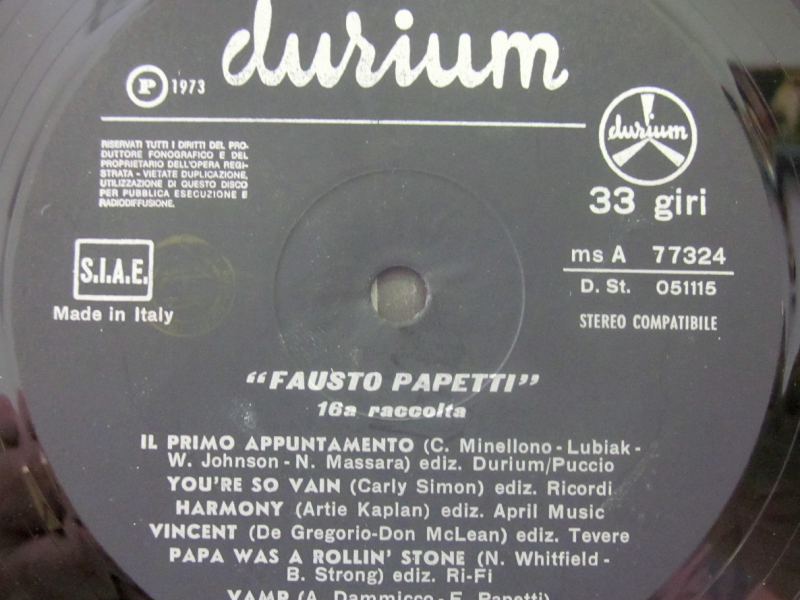 durium
P 1973
RISERVATI TUTTI I DIRITTI DEL PRO-
DUTTORE FONOGRAFICO E DEL
PROPRIETARIO DELL'OPERA REGI-
STRATA - VIETATE DUPLICAZIONE,
UTILIZZAZIONE DI QUESTO DISCO
PER PUBBLICA ESECUZIONE E
RADIODIFFUSIONE.
durium
33 giri
S.I.A.E.
Made in Italy
ms A 77324
D. St. 051115
STEREO COMPATIBILE
"FAUSTO PAPETTI"
16a raccolta
IL PRIMO APPUNTAMENTO (C. Minellono - Lubiak -
W. Johnson - N. Massara) ediz. Durium/Puccio
YOU'RE SO VAIN (Carly Simon) ediz. Ricordi
HARMONY (Artie Kaplan) ediz. April Music
VINCENT (De Gregorio-Don McLean) ediz. Tevere
PAPA WAS A ROLLIN' STONE (N. Whitfield -
B. Strong) ediz. Ri-Fi
VAMP (A. Dammicco - F. Papetti)